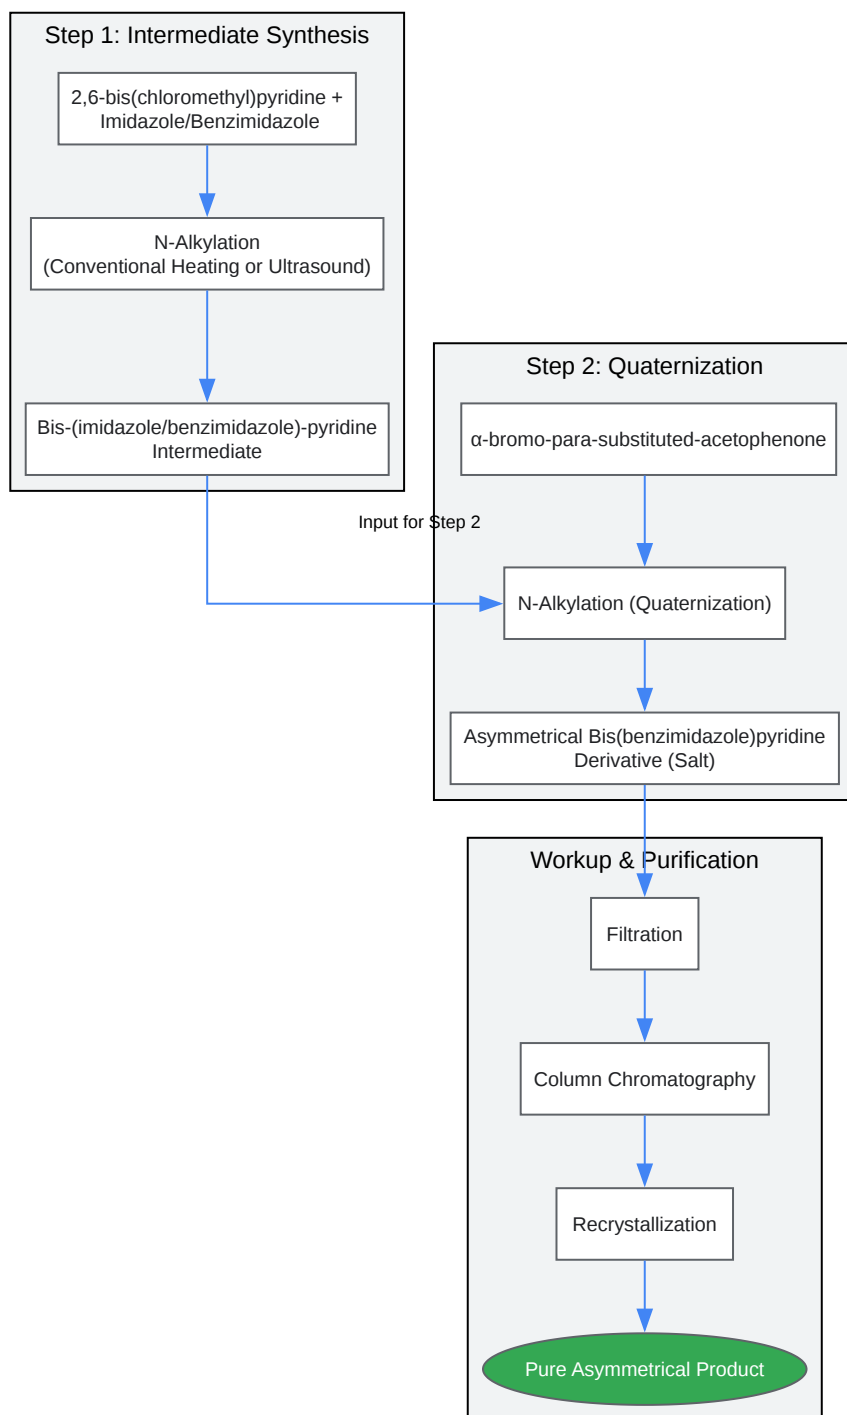 Step 1: Intermediate Synthesis
2,6-bis(chloromethyl)pyridine +
Imidazole/Benzimidazole
N-Alkylation
(Conventional Heating or Ultrasound)
Bis-(imidazole/benzimidazole)-pyridine
Intermediate
Input for Step 2
Step 2: Quaternization
α-bromo-para-substituted-acetophenone
N-Alkylation (Quaternization)
Asymmetrical Bis(benzimidazole)pyridine
Derivative (Salt)
Workup & Purification
Filtration
Column Chromatography
Recrystallization
Pure Asymmetrical Product